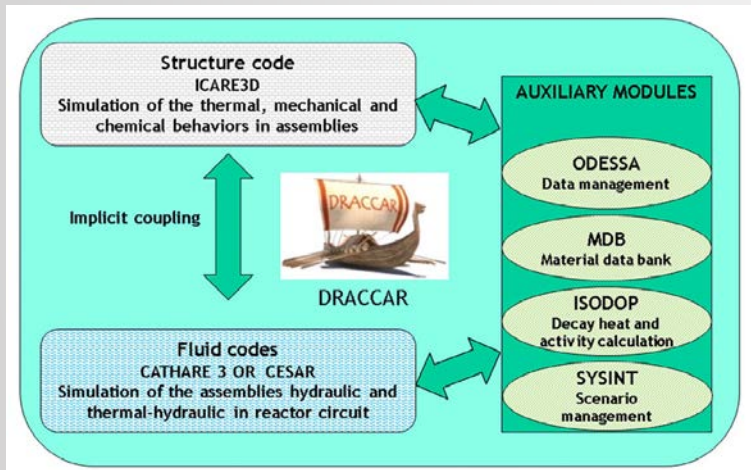 Structure code
ICARE3D
Simulation of the thermal, mechanical and
chemical behaviors in assemblies
Implicit coupling
DRACCAR
DRACCAR
Fluid codes
CATHARE 3 OR CESAR
Simulation of the assemblies hydraulic and
thermal-hydraulic in reactor circuit
AUXILIARY MODULES
ODESSA
Data management
MDB
Material data bank
ISODOP
Decay heat and
activity calculation
SYSINT
Scenario
management